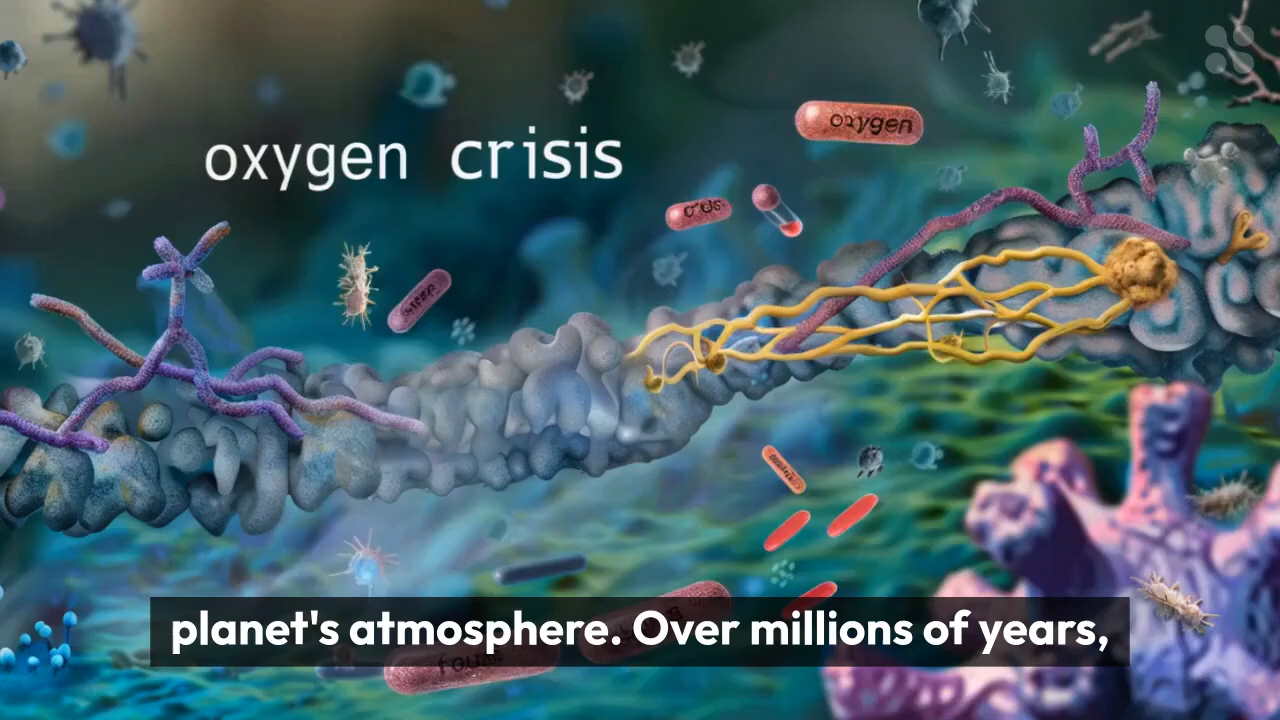 oxygen
oxygen crisis
planet's atmosphere. Over millions of years,